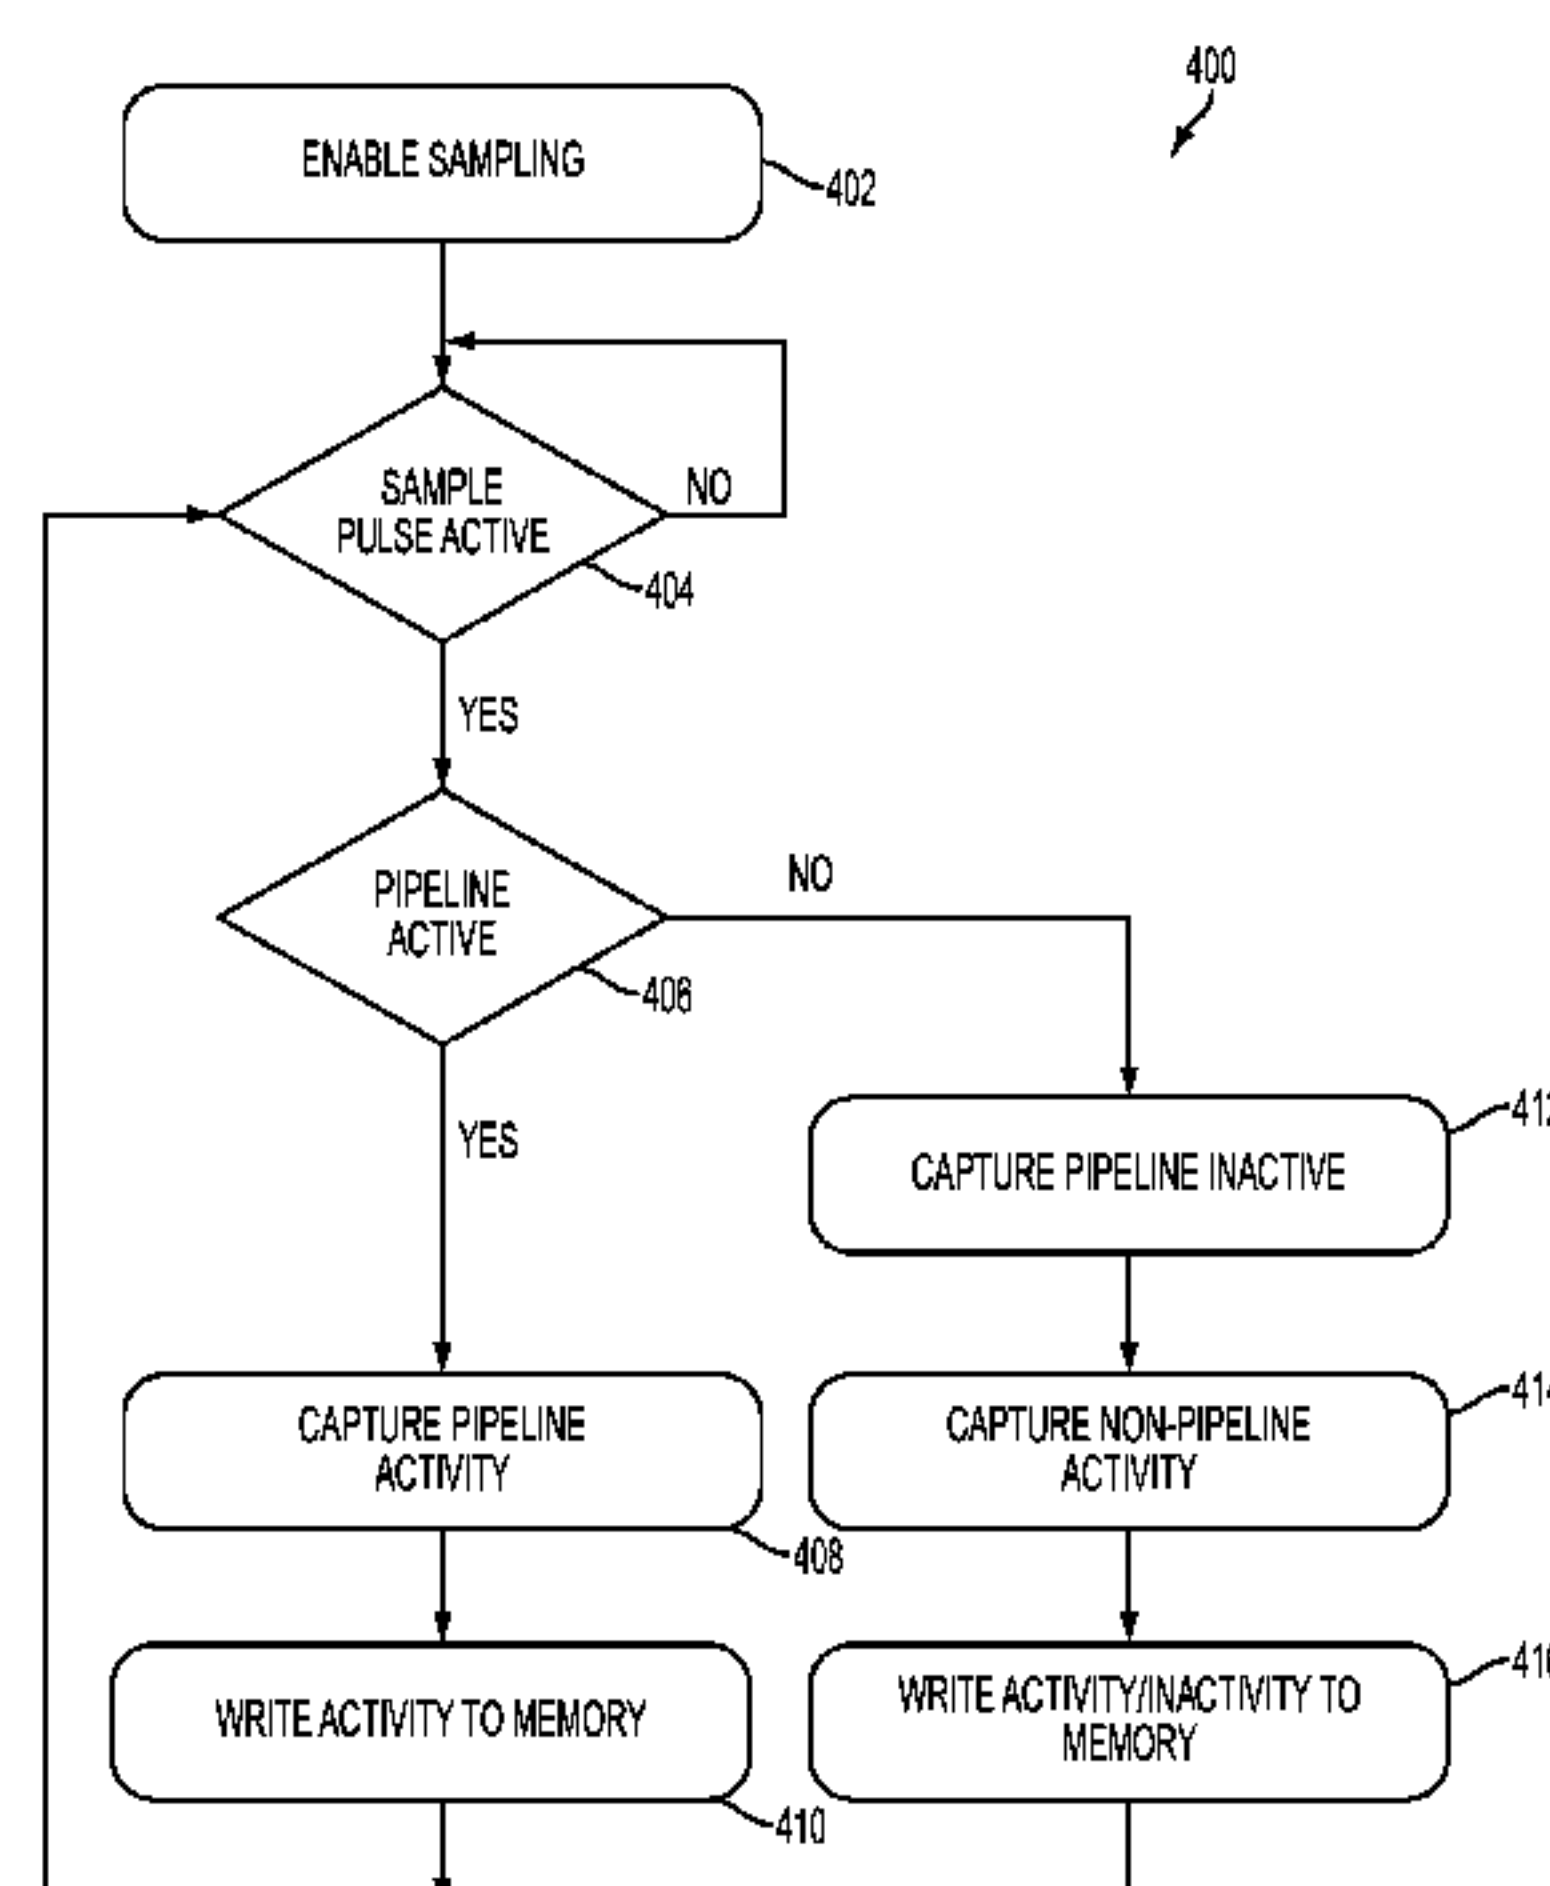 400
ENABLE SAMPLING
402
SAMPLE
PULSE ACTIVE
NO
404
YES
PIPELINE
ACTIVE
NO
406
YES
CAPTURE PIPELINE INACTIVE
CAPTURE PIPELINE
ACTIVITY
408
CAPTURE NON-PIPELINE
ACTIVITY
414
WRITE ACTIVITY TO MEMORY
410
WRITE ACTIVITY/INACTIVITY TO
MEMORY